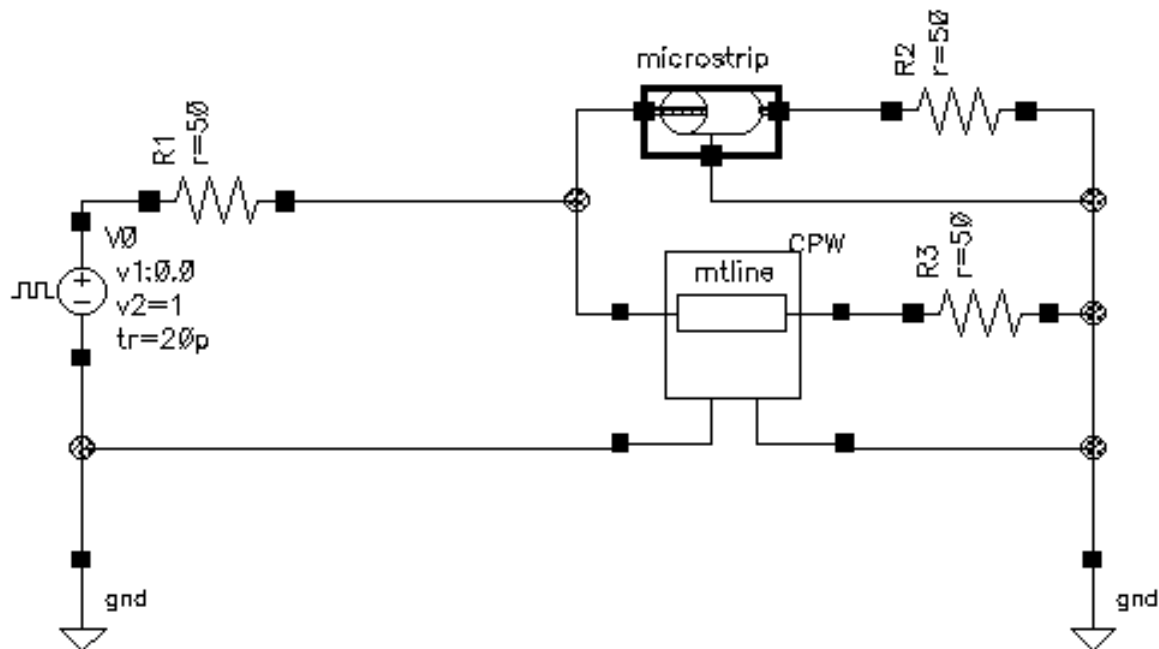 microstrip
R2
r=50
R1
r=50
V0
v1:0.0
v2=1
tr=20p
CPW
mtline
R3
r=50
gnd
gnd